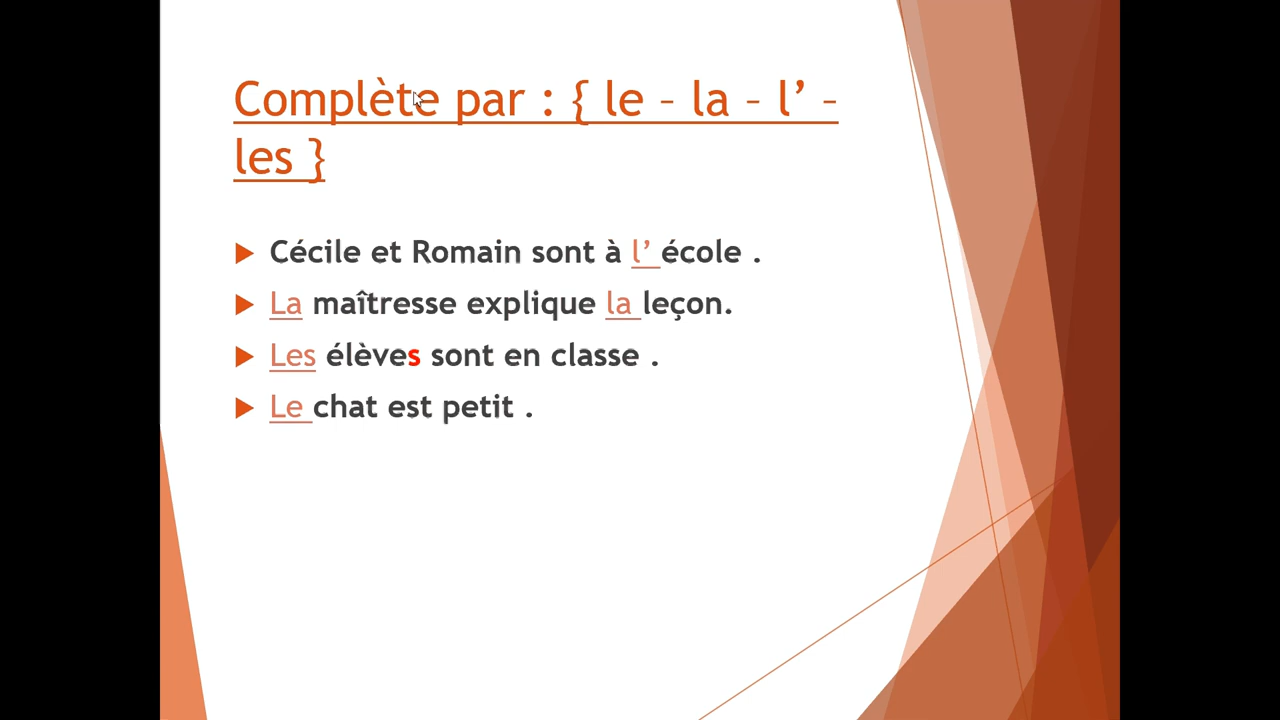 Complète par : { le – la – l’ –
les }
Cécile et Romain sont à l’ école .
La maîtresse explique la leçon.
Les élèves sont en classe .
Le chat est petit .